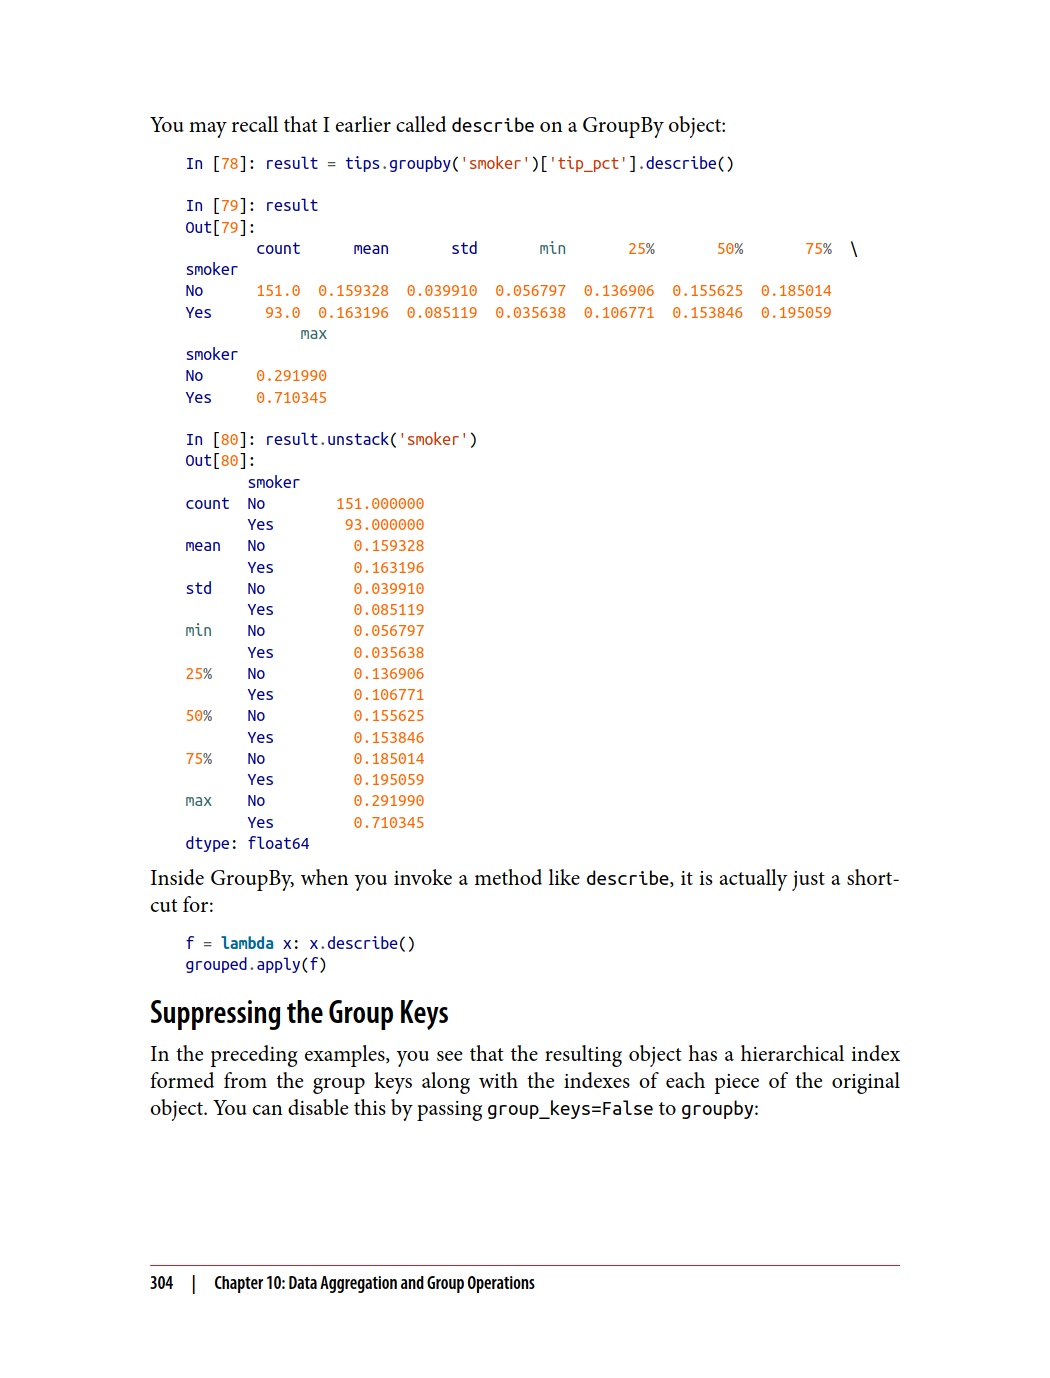 You may recall that I earlier called describe on a GroupBy object:
In [78]: result = tips.groupby('smoker')['tip_pct'].describe()
In [79]: result
Out[79]:
count mean std min 25% 50% 75% \
smoker
No 151.0 0.159328 0.039910 0.056797 0.136906 0.155625 0.185014
Yes 93.0 0.163196 0.085119 0.035638 0.106771 0.153846 0.195059
max
smoker
No 0.291990
Yes 0.710345
In [80]: result.unstack('smoker')
Out[80]:
smoker
count No 151.000000
Yes 93.000000
mean No 0.159328
Yes 0.163196
std No 0.039910
Yes 0.085119
min No 0.056797
Yes 0.035638
25% No 0.136906
Yes 0.106771
50% No 0.155625
Yes 0.153846
75% No 0.185014
Yes 0.195059
max No 0.291990
Yes 0.710345
dtype: float64
Inside GroupBy, when you invoke a method like describe, it is actually just a short-
cut for:
f = lambda x: x.describe()
grouped.apply(f)
Suppressing the Group Keys
In the preceding examples, you see that the resulting object has a hierarchical index
formed from the group keys along with the indexes of each piece of the original
object. You can disable this by passing group_keys=False to groupby:
304 | Chapter 10: Data Aggregation and Group Operations